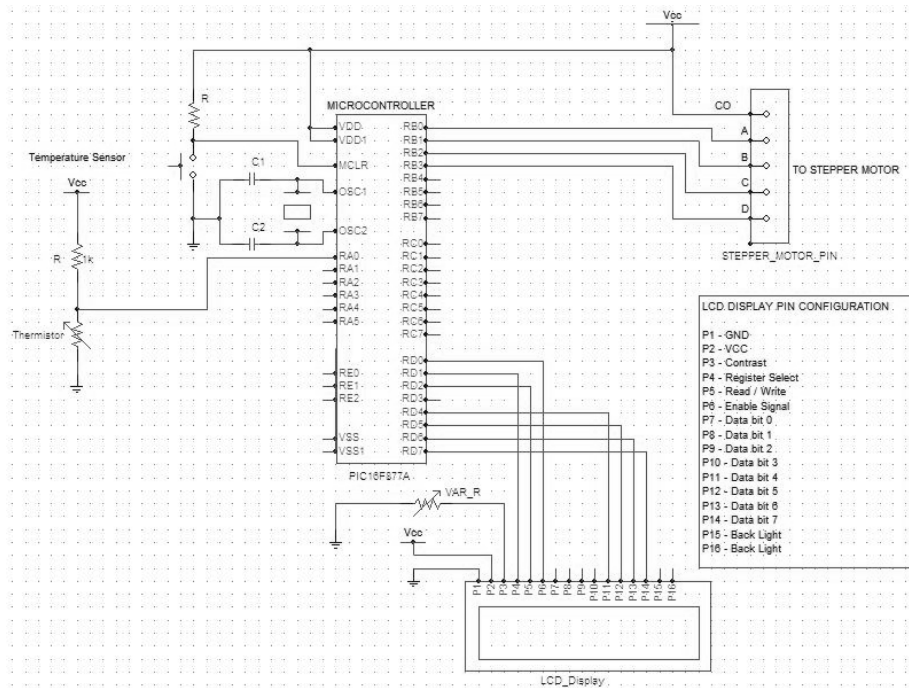 Vcc
R
MICROCONTROLLER
VDD
VDD1
MCLR
OSC1
OSC2
RA0
RA1
RA2
RA3
RA4
RA5
RE0
RE1
RE2
VSS
VSS1
RB0
RB1
RB2
RB3
RB4
RB5
RB6
RB7
RC0
RC1
RC2
RC3
RC4
RC5
RC6
RC7
RD0
RD1
RD2
RD3
RD4
RD5
RD6
RD7
PIC16F877A
CO
A
B
C
D
TO STEPPER MOTOR
STEPPER_MOTOR_PIN
Temperature Sensor
Vcc
C1
C2
R 1k
Thermistor
LCD DISPLAY PIN CONFIGURATION
P1 - GND
P2 - VCC
P3 - Contrast
P4 - Register Select
P5 - Read / Write
P6 - Enable Signal
P7 - Data bit 0
P8 - Data bit 1
P9 - Data bit 2
P10 - Data bit 3
P11 - Data bit 4
P12 - Data bit 5
P13 - Data bit 6
P14 - Data bit 7
P15 - Back Light
P16 - Back Light
VAR_R
Vcc
P1
P2
P3
P4
P5
P6
P7
P8
P9
P10
P11
P12
P13
P14
P15
P16
LCD_Display